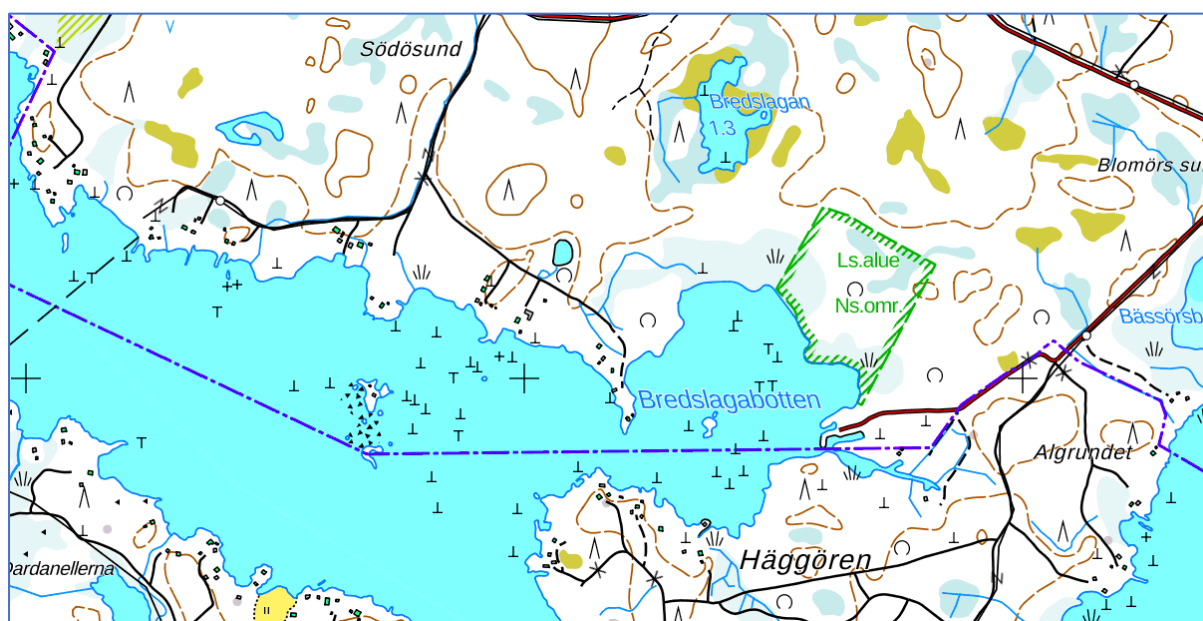 Södösund
Bredslagan
1.3
Blomörs su
Ls.alue
Ns.omr.
Bässörsb
Bredslagabotten
Algrundet
Häggören
Dardanellerna